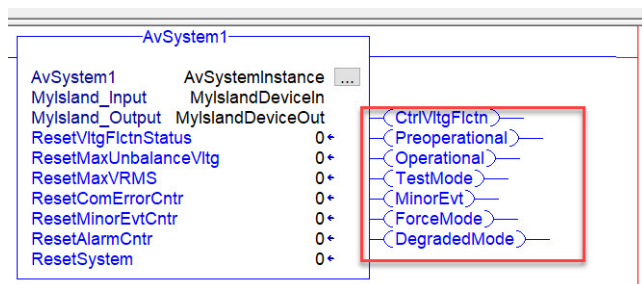 AvSystem1
AvSystem1 AvSystemInstance ...
MyIsland_Input MyIslandDeviceIn
MyIsland_Output MyIslandDeviceOut CtrlVltgFlctn
ResetVltgFlctnStatus 0 Preoperational
ResetMaxUnbalanceVltg 0 Operational
ResetMaxVRMS 0 TestMode
ResetComErrorCntr 0 MinorEvt
ResetMinorEvtCntr 0 ForceMode
ResetAlarmCntr 0 DegradedMode
ResetSystem 0